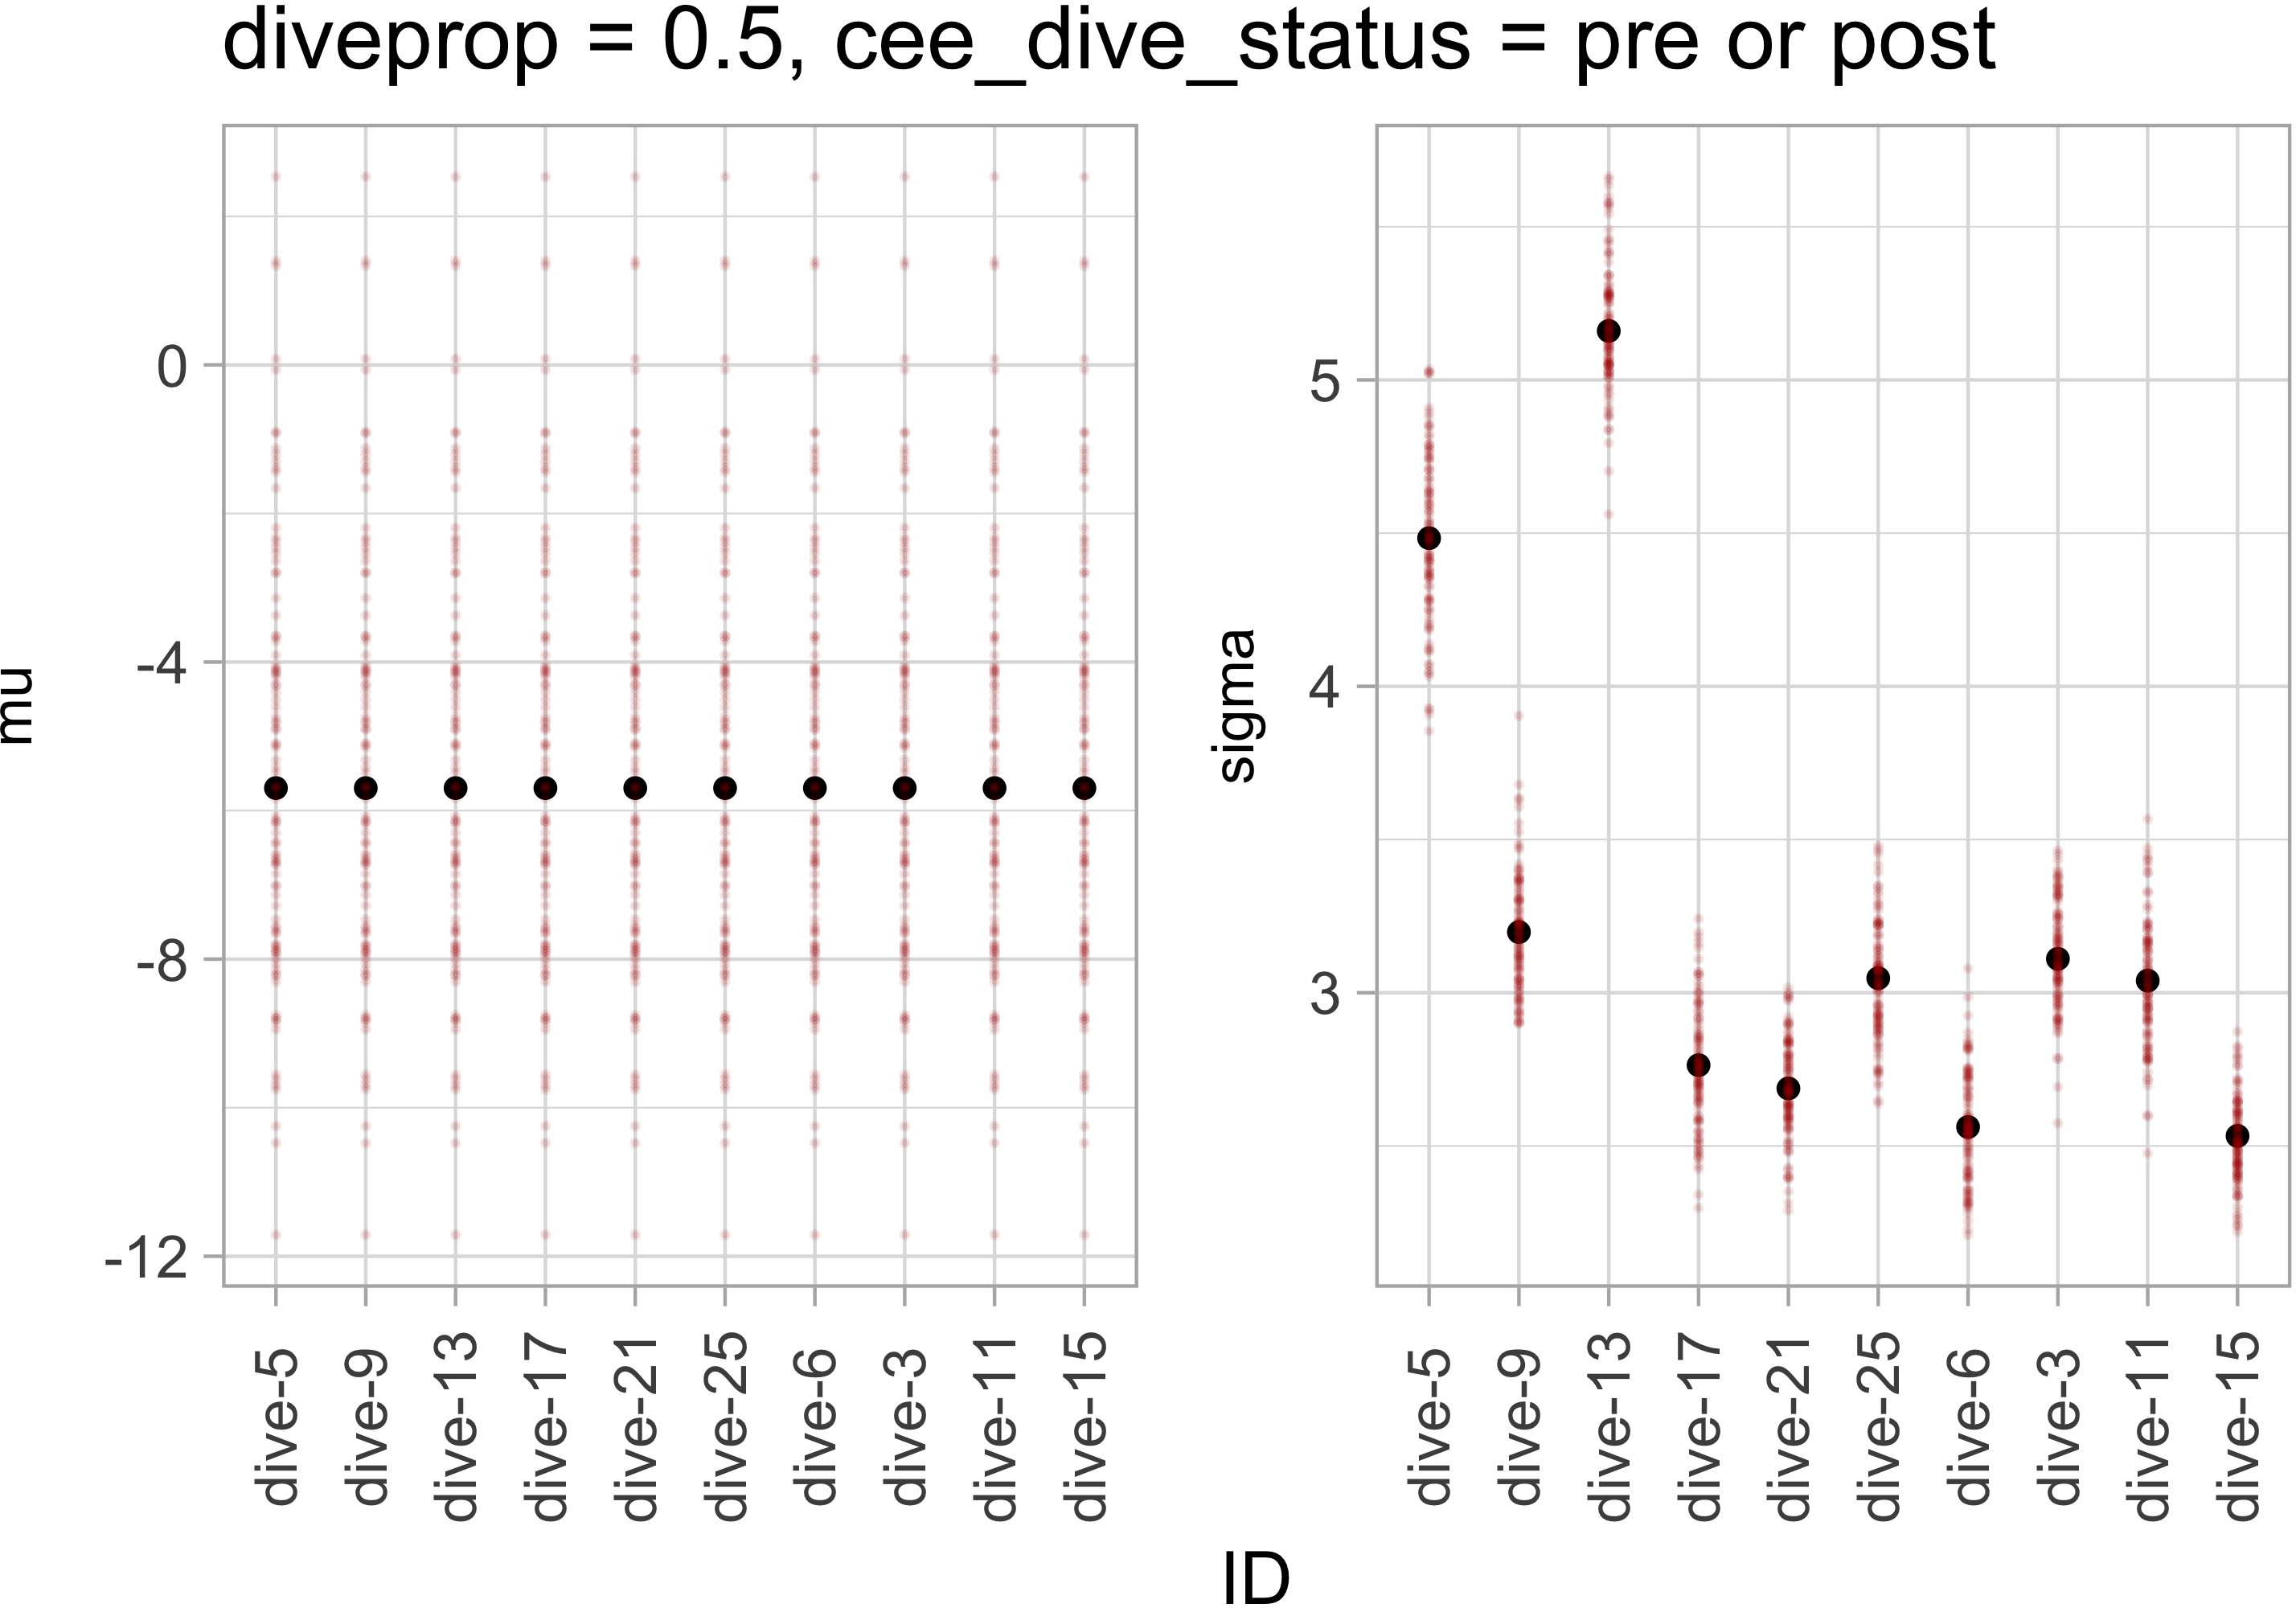 diveprop = 0.5, cee_dive_status = pre or post
mu
0
-4
-8
-12
dive-5
dive-9
dive-13
dive-17
dive-21
dive-25
dive-6
dive-3
dive-11
dive-15
sigma
5
4
3
dive-5
dive-9
dive-13
dive-17
dive-21
dive-25
dive-6
dive-3
dive-11
dive-15
ID